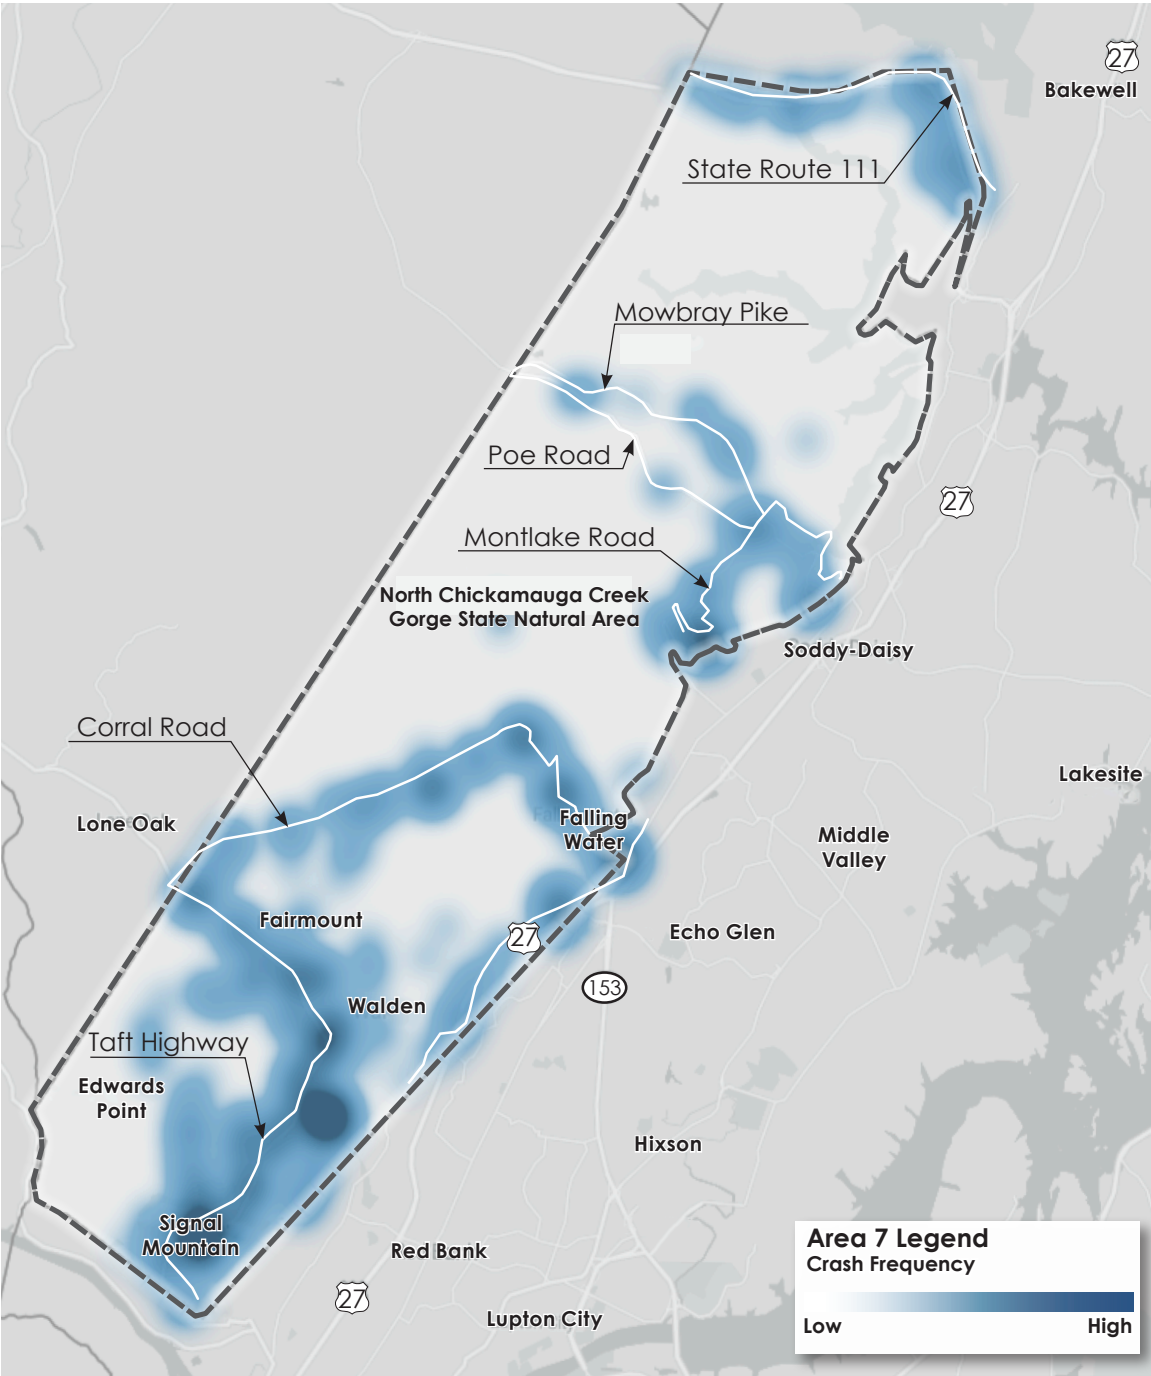 27
Bakewell
State Route 111
Mowbray Pike
Poe Road
27
Montlake Road
North Chickamauga Creek
Gorge State Natural Area
Soddy-Daisy
Corral Road
Lakesite
Lone Oak
Falling
Water
Middle
Valley
Fairmount
27
Echo Glen
153
Walden
Taft Highway
Edwards
Point
Hixson
Signal
Mountain
Red Bank
27
Lupton City
Area 7 Legend
Crash Frequency
Low
High